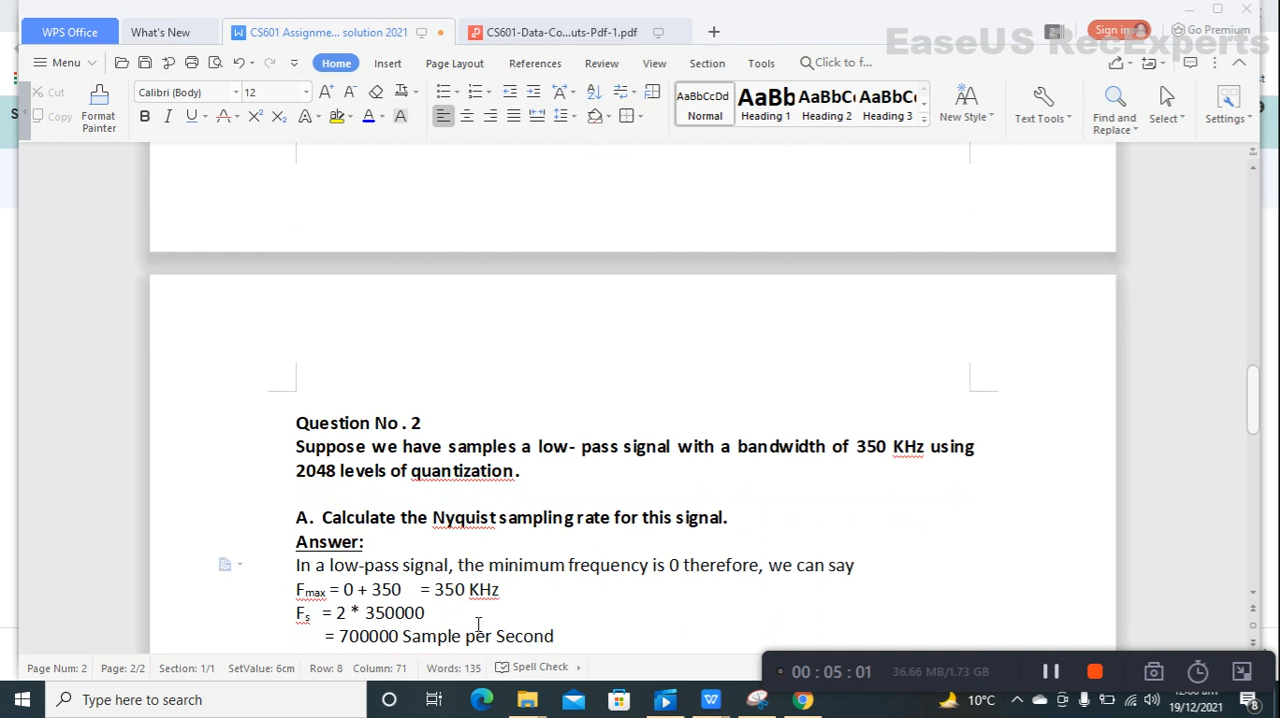 EaseUS RecExperts
WPS Office
What's New
CS601 Assignme... solution 2021
CS601-Data-Co...uts-Pdf-1.pdf
Sign in
Go Premium
Menu
Home
Insert
Page Layout
References
Review
View
Section
Tools
Click to f...
Cut
Copy
Format Painter
Calibri (Body)
12
AaBbCcDd
Normal
AaBb
Heading 1
AaBbC
Heading 2
AaBbC
Heading 3
New Style
Text Tools
Find and Replace
Select
Settings
Question No . 2
Suppose we have samples a low- pass signal with a bandwidth of 350 KHz using
2048 levels of quantization.
A. Calculate the Nyquist sampling rate for this signal.
Answer:
In a low-pass signal, the minimum frequency is 0 therefore, we can say
Fmax = 0 + 350 = 350 KHz
Fs = 2 * 350000
= 700000 Sample per Second
Page Num: 2
Page: 2/2
Section: 1/1
SetValue: 6cm
Row: 8
Column: 71
Words: 135
Spell Check
00:05:01
36.66 MB/1.73 GB
Type here to search
10°C
19/12/2021
8